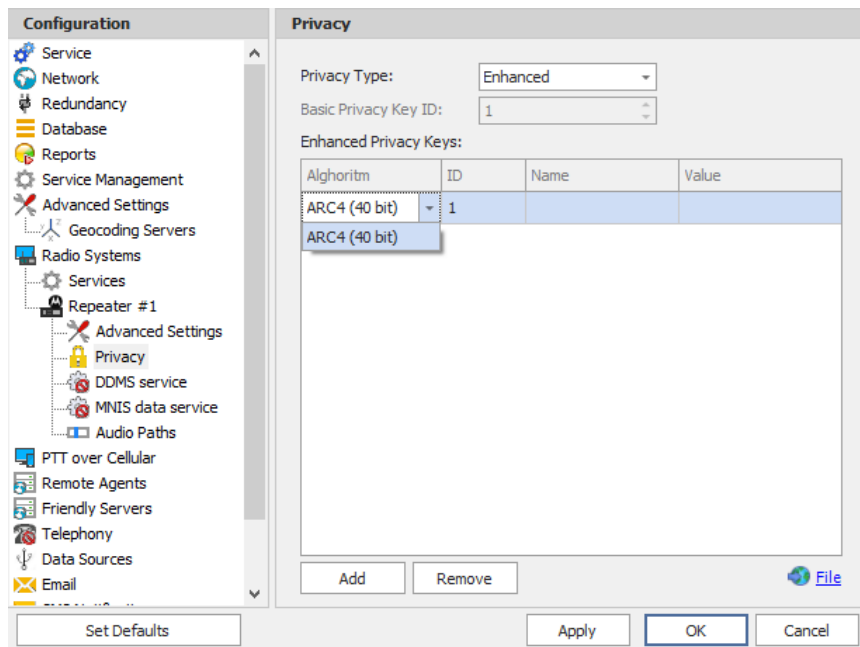 Configuration
Service
Network
Redundancy
Database
Reports
Service Management
Advanced Settings
Geocoding Servers
Radio Systems
Services
Repeater #1
Advanced Settings
Privacy
DDMS service
MNIS data service
Audio Paths
PTT over Cellular
Remote Agents
Friendly Servers
Telephony
Data Sources
Email
Privacy
Privacy Type: Enhanced
Basic Privacy Key ID: 1
Enhanced Privacy Keys:
Alghoritm ID Name Value
ARC4 (40 bit) 1
ARC4 (40 bit)
Add Remove File
Set Defaults Apply OK Cancel